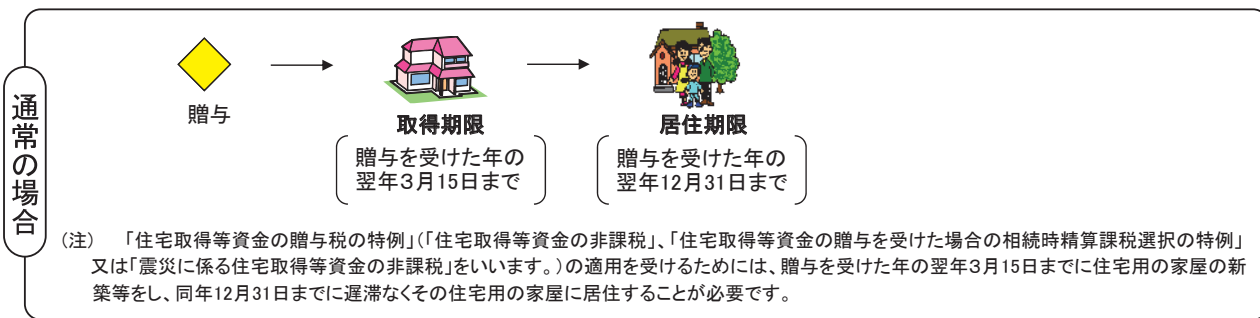 通常の場合
贈与
取得期限
贈与を受けた年の
翌年3月15日まで
居住期限
贈与を受けた年の
翌年12月31日まで
(注) 「住宅取得等資金の贈与税の特例」(「住宅取得等資金の非課税」、「住宅取得等資金の贈与を受けた場合の相続時精算課税選択の特例」
又は「震災に係る住宅取得等資金の非課税」をいいます。)の適用を受けるためには、贈与を受けた年の翌年3月15日までに住宅用の家屋の新
築等をし、同年12月31日までに遅滞なくその住宅用の家屋に居住することが必要です。